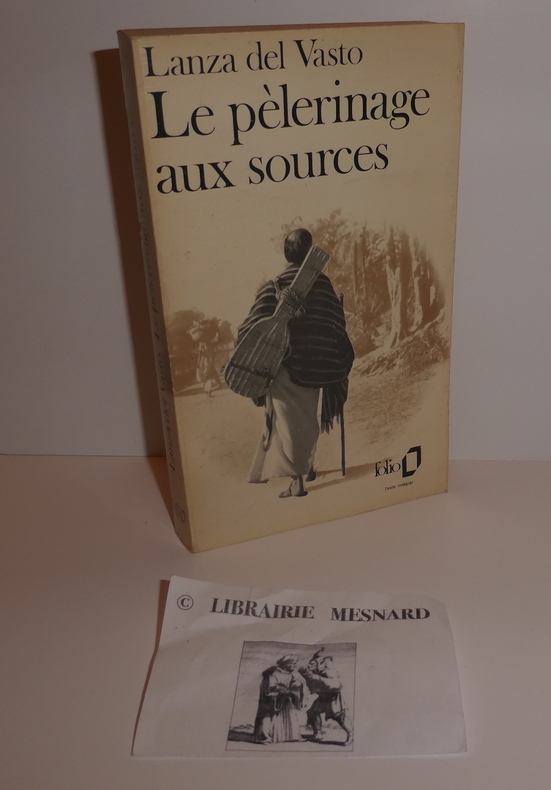 Lanza del Vasto
Le pèlerinage
aux sources
folio
Texte intégral
© LIBRAIRIE MESNARD